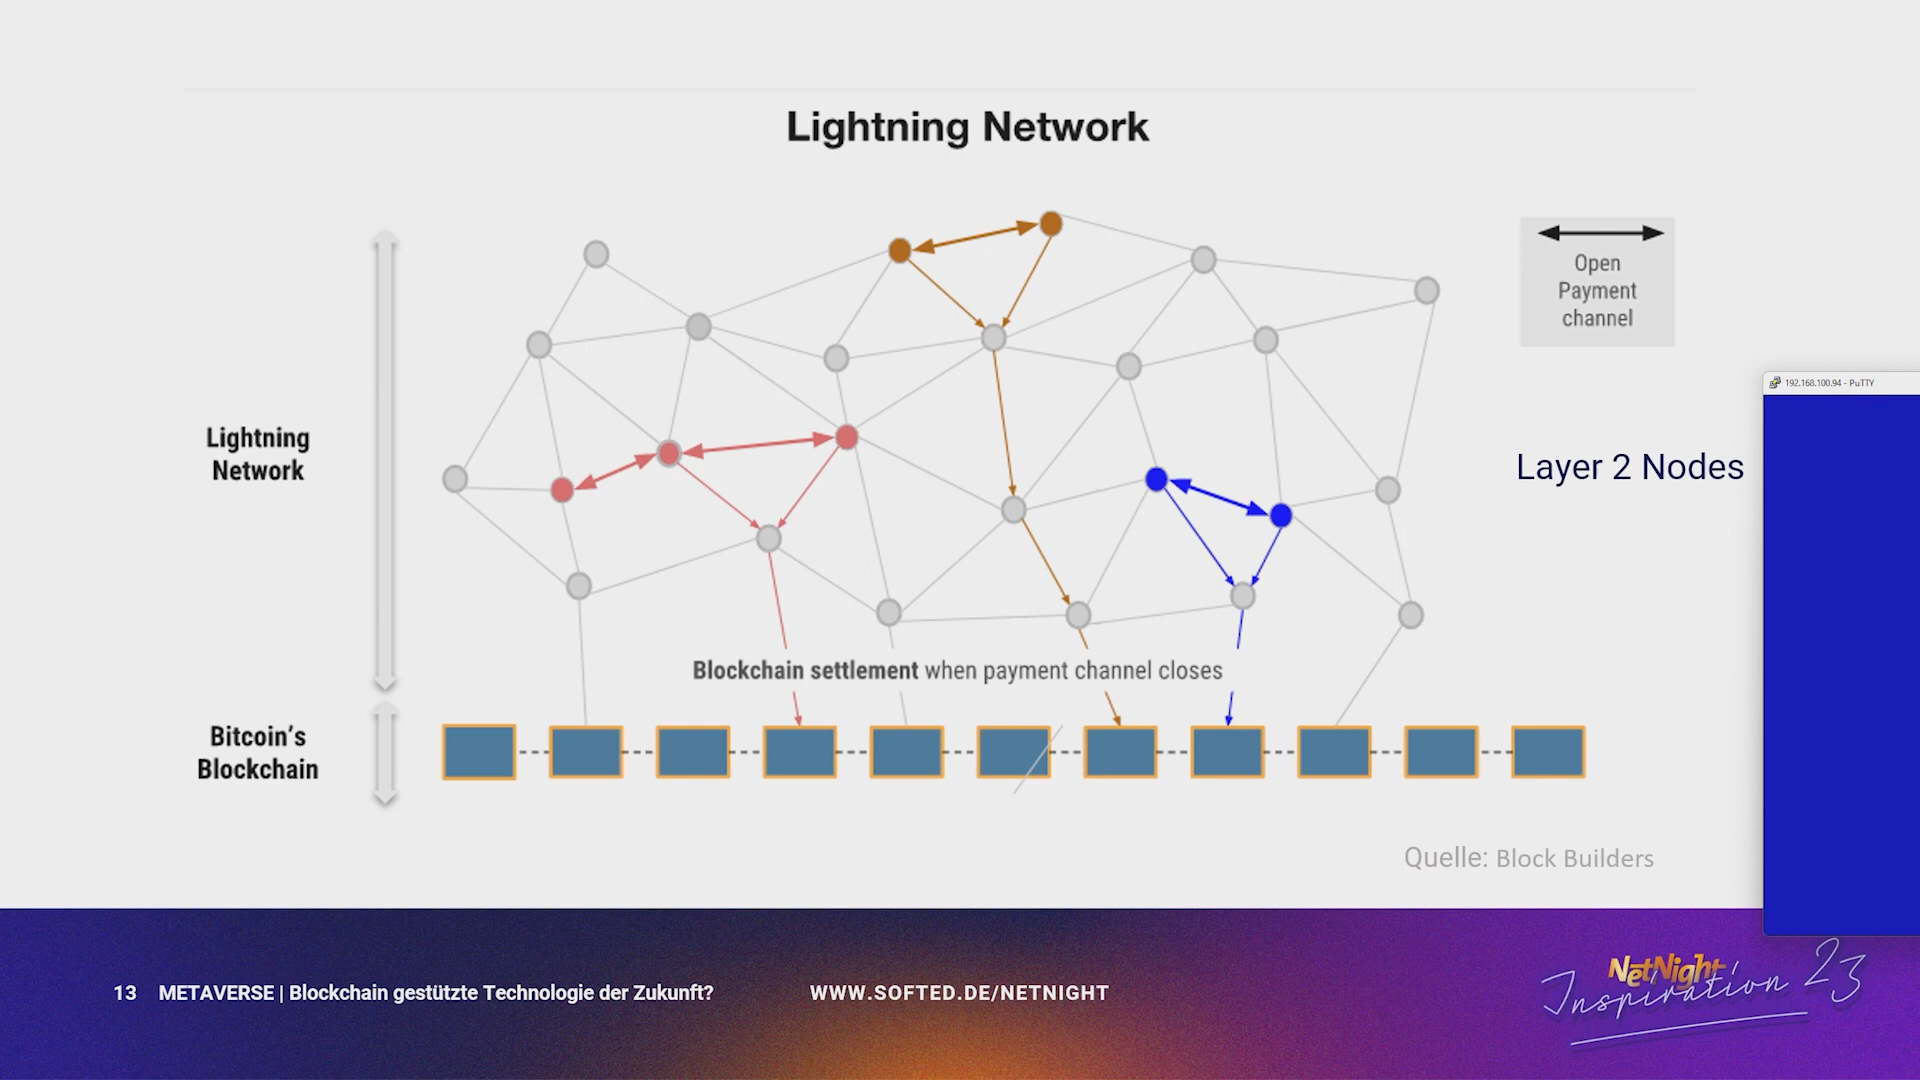 Lightning Network
Open
Payment
channel
192.168.100.94 - PuTTY
Lightning
Network
Layer 2 Nodes
Blockchain settlement when payment channel closes
Bitcoin's
Blockchain
Quelle: Block Builders
13 METAVERSE | Blockchain gestützte Technologie der Zukunft?
WWW.SOFTED.DE/NETNIGHT
NetNight
Inspiration 23